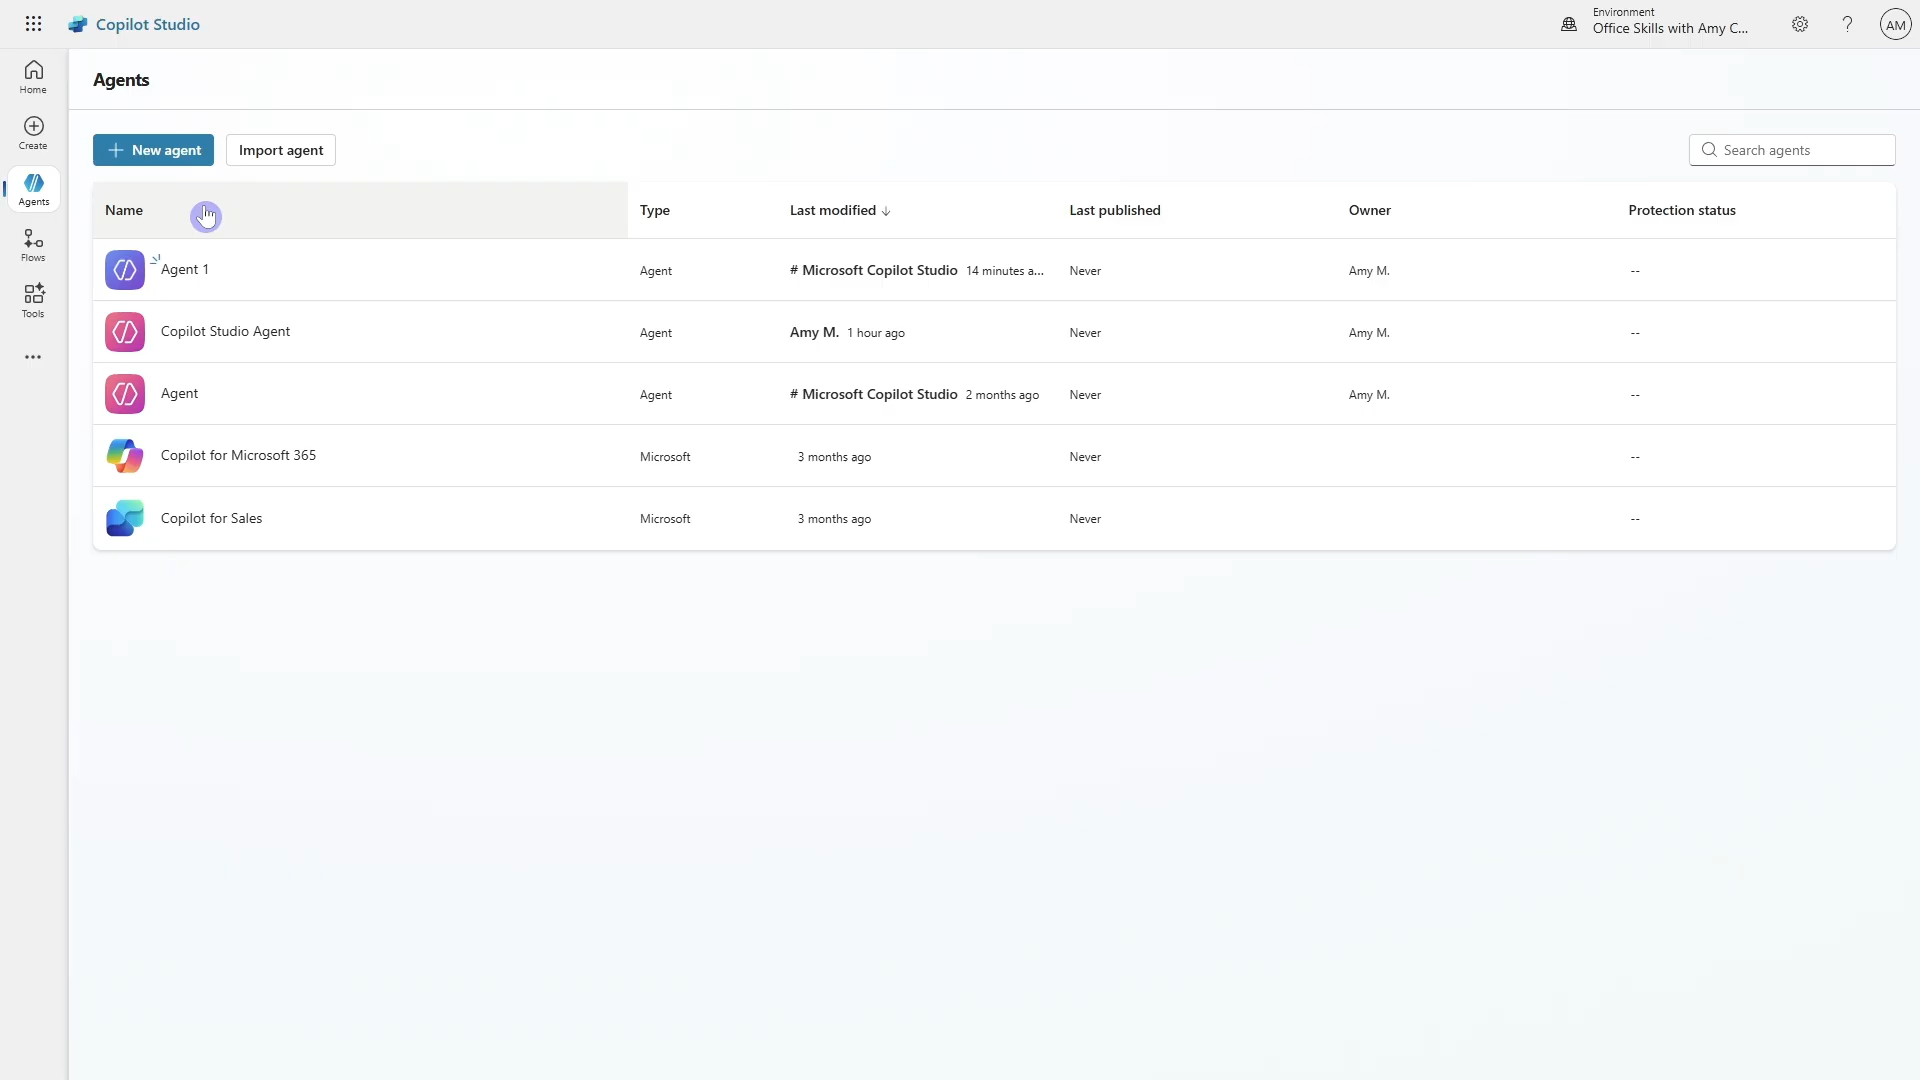 Copilot Studio
Environment
Office Skills with Amy C...
?
AM
Home
Create
Agents
Flows
Tools
Agents
New agent
Import agent
Search agents
Name Type Last modified ↓ Last published Owner Protection status
Agent 1 Agent # Microsoft Copilot Studio 14 minutes a... Never Amy M. --
Copilot Studio Agent Agent Amy M. 1 hour ago Never Amy M. --
Agent Agent # Microsoft Copilot Studio 2 months ago Never Amy M. --
Copilot for Microsoft 365 Microsoft 3 months ago Never --
Copilot for Sales Microsoft 3 months ago Never --